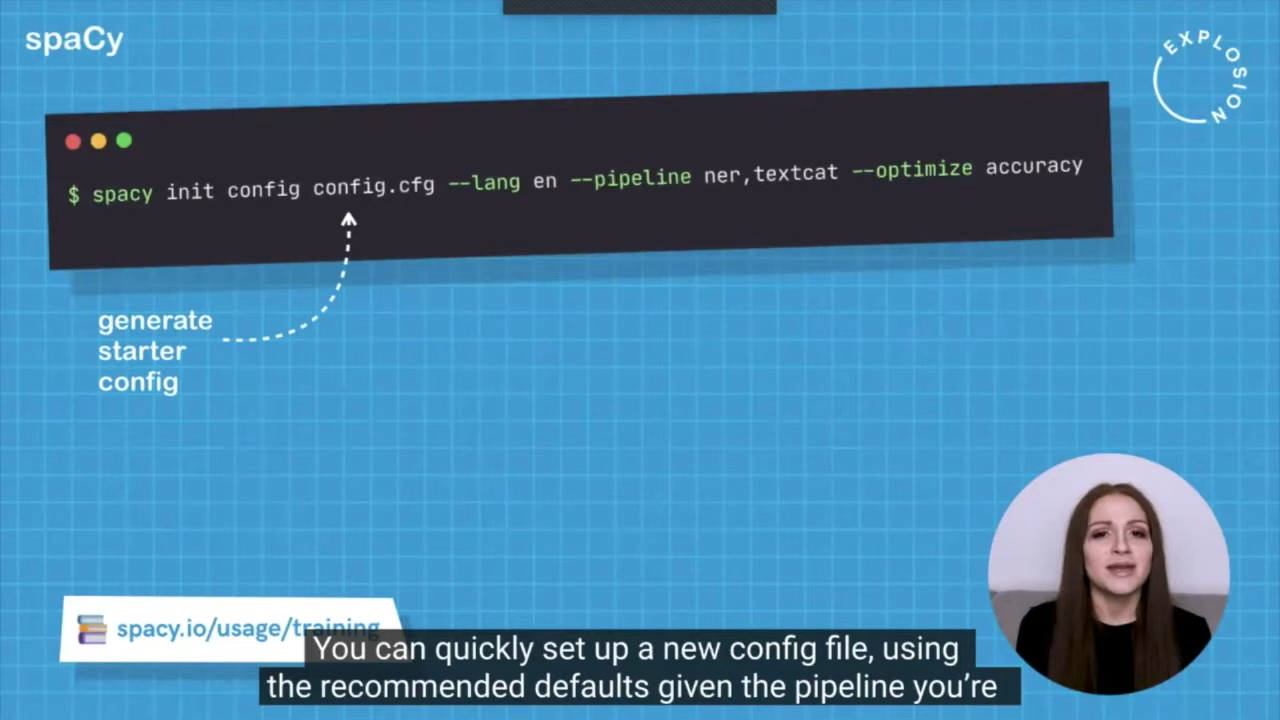 spaCy
EXPLOSION
$ spacy init config config.cfg --lang en --pipeline ner,textcat --optimize accuracy
generate
starter
config
spacy.io/usage/training
You can quickly set up a new config file, using
the recommended defaults given the pipeline you’re